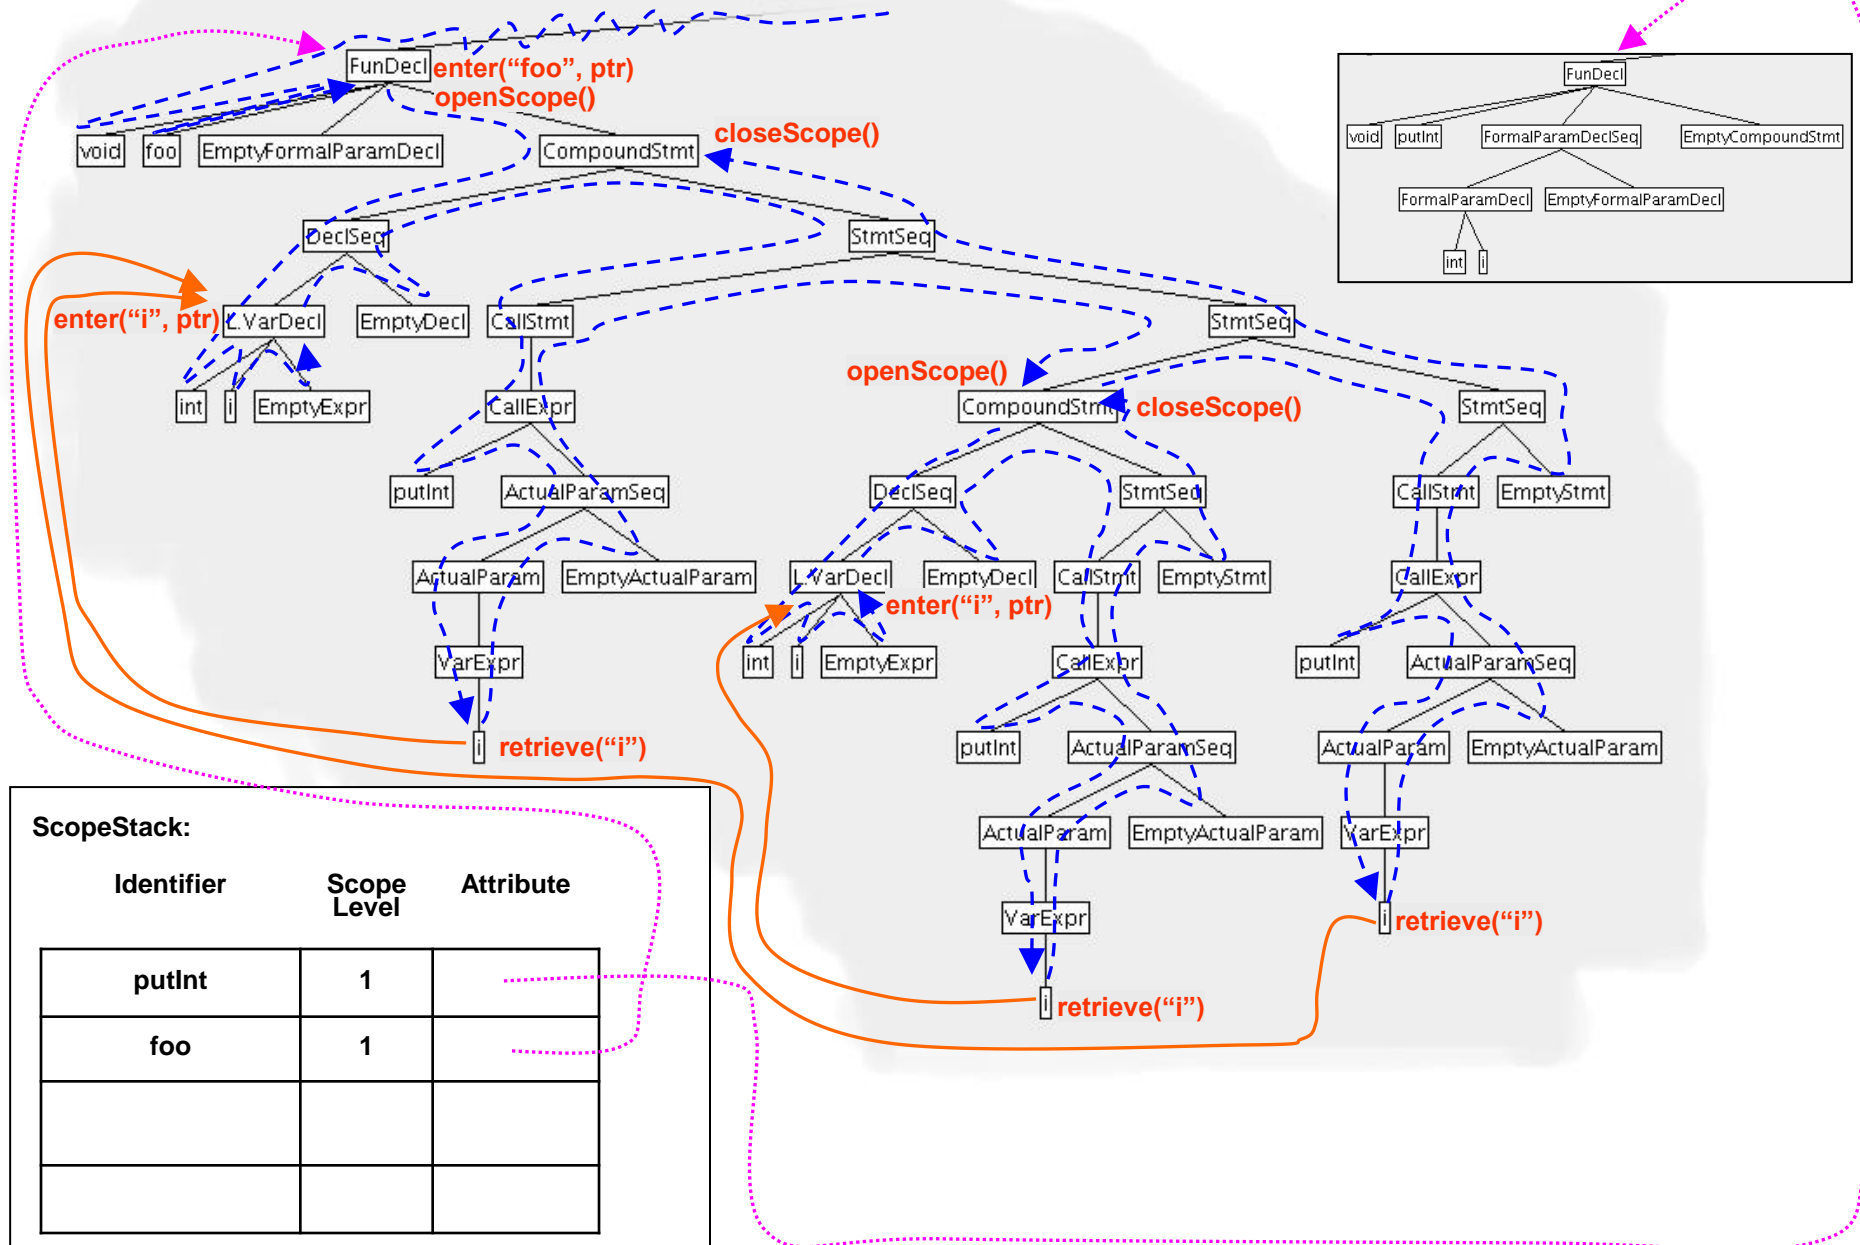 FunDecl
enter(“foo”, ptr)
openScope()
void
foo
EmptyFormalParamDecl
CompoundStmt
closeScope()
FunDecl
void
putInt
FormalParamDeclSeq
EmptyCompoundStmt
FormalParamDecl
EmptyFormalParamDecl
int
i
DeclSeq
StmtSeq
enter(“i”, ptr)
L.VarDecl
EmptyDecl
CallStmt
StmtSeq
openScope()
int
i
EmptyExpr
CallExpr
CompoundStmt
closeScope()
StmtSeq
putInt
ActualParamSeq
DeclSeq
StmtSeq
CallStmt
EmptyStmt
ActualParam
EmptyActualParam
L.VarDecl
EmptyDecl
CallStmt
EmptyStmt
CallExpr
enter(“i”, ptr)
VarExpr
int
i
EmptyExpr
CallExpr
putInt
ActualParamSeq
i
retrieve(“i”)
putInt
ActualParamSeq
ActualParam
EmptyActualParam
ActualParam
EmptyActualParam
VarExpr
VarExpr
i
retrieve(“i”)
i
retrieve(“i”)
ScopeStack:
Identifier
Scope
Level
Attribute
putInt
1
foo
1